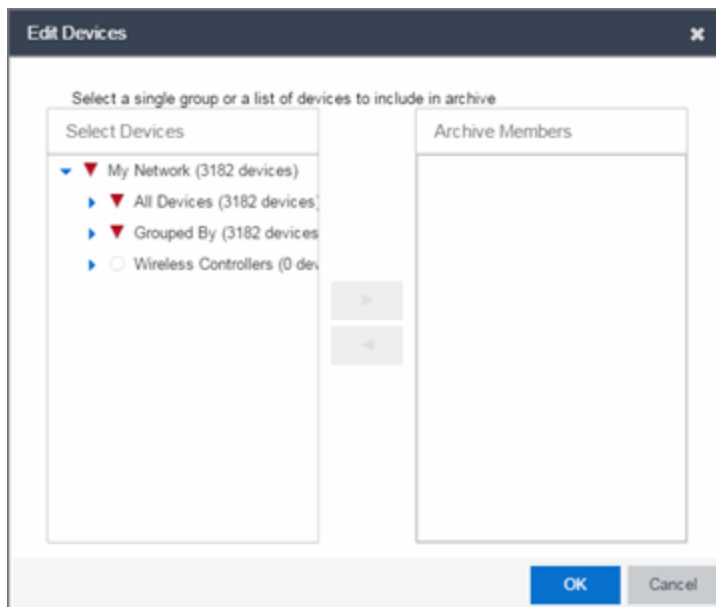 Edit Devices
Select a single group or a list of devices to include in archive
Select Devices
Archive Members
My Network (3182 devices)
All Devices (3182 devices)
Grouped By (3182 devices
Wireless Controllers (0 dev
OK
Cancel